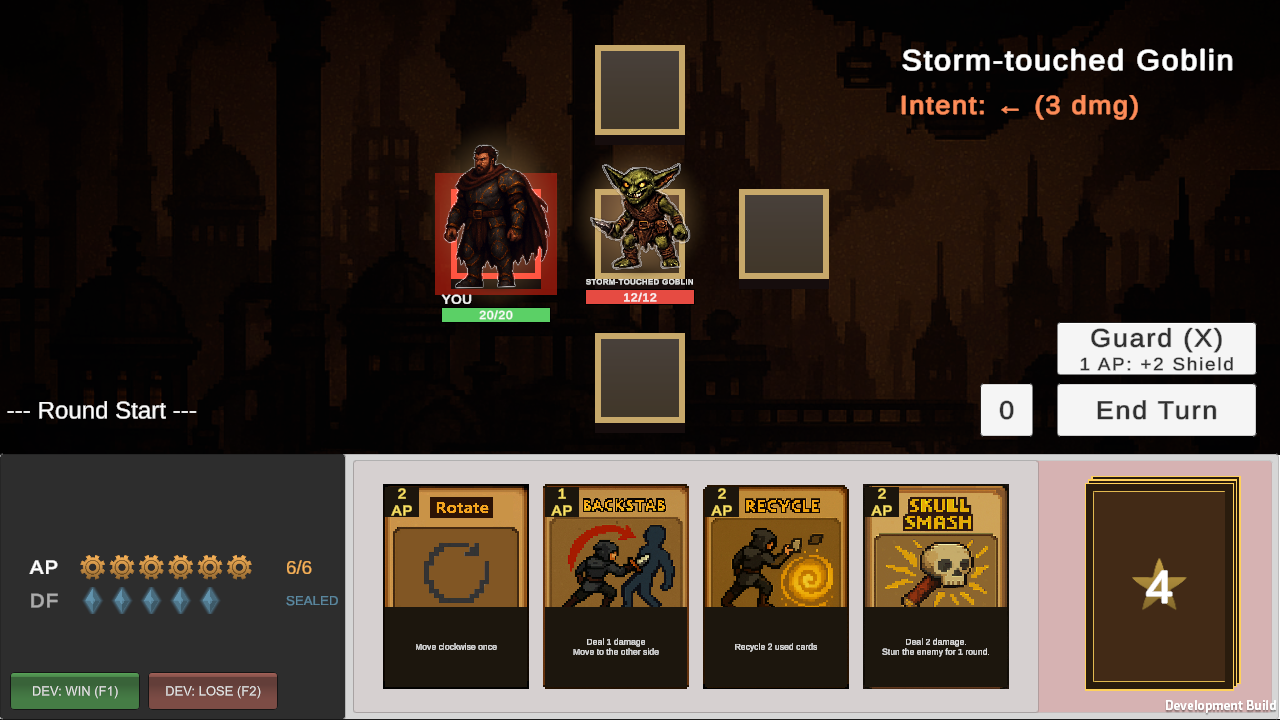 Storm-touched Goblin
Intent: ← (3 dmg)
STORM-TOUCHED GOBLIN
12/12
YOU
20/20
Guard (X)
1 AP: +2 Shield
--- Round Start ---
0
End Turn
AP
6/6
DF
SEALED
DEV: WIN (F1)
DEV: LOSE (F2)
2
AP
Rotate
Move clockwise once
1
AP
BACKSTAB
Deal 1 damage
Move to the other side
2
AP
RECYCLE
Recycle 2 used cards
2
AP
SKULL
SMASH
Deal 2 damage.
Stun the enemy for 1 round.
4
Development Build